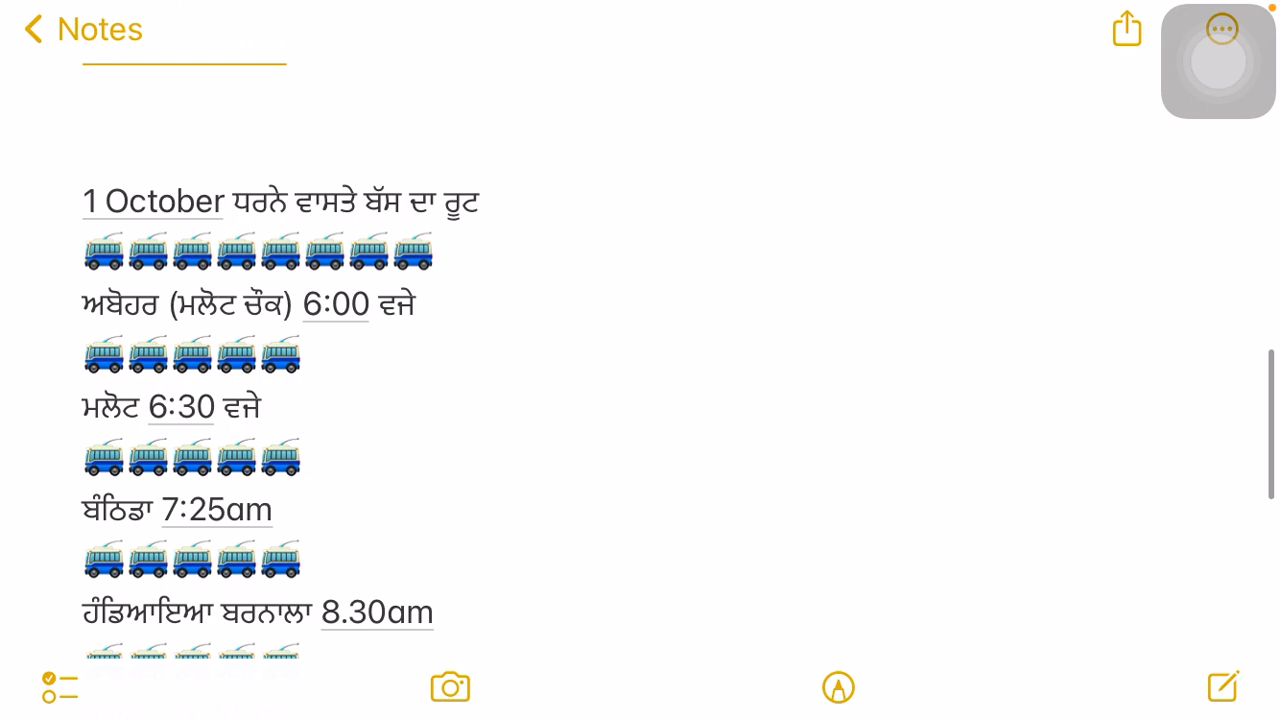 Notes
1 October ਧਰਨੇ ਵਾਸਤੇ ਬੱਸ ਦਾ ਰੂਟ
🚎🚎🚎🚎🚎🚎🚎🚎
ਅਬੋਹਰ (ਮਲੋਟ ਚੌਕ) 6:00 ਵਜੇ
🚎🚎🚎🚎🚎
ਮਲੋਟ 6:30 ਵਜੇ
🚎🚎🚎🚎🚎
ਬੰਠਿਡਾ 7:25am
🚎🚎🚎🚎🚎
ਹੰਡਿਆਇਆ ਬਰਨਾਲਾ 8.30am
🚎🚎🚎🚎🚎